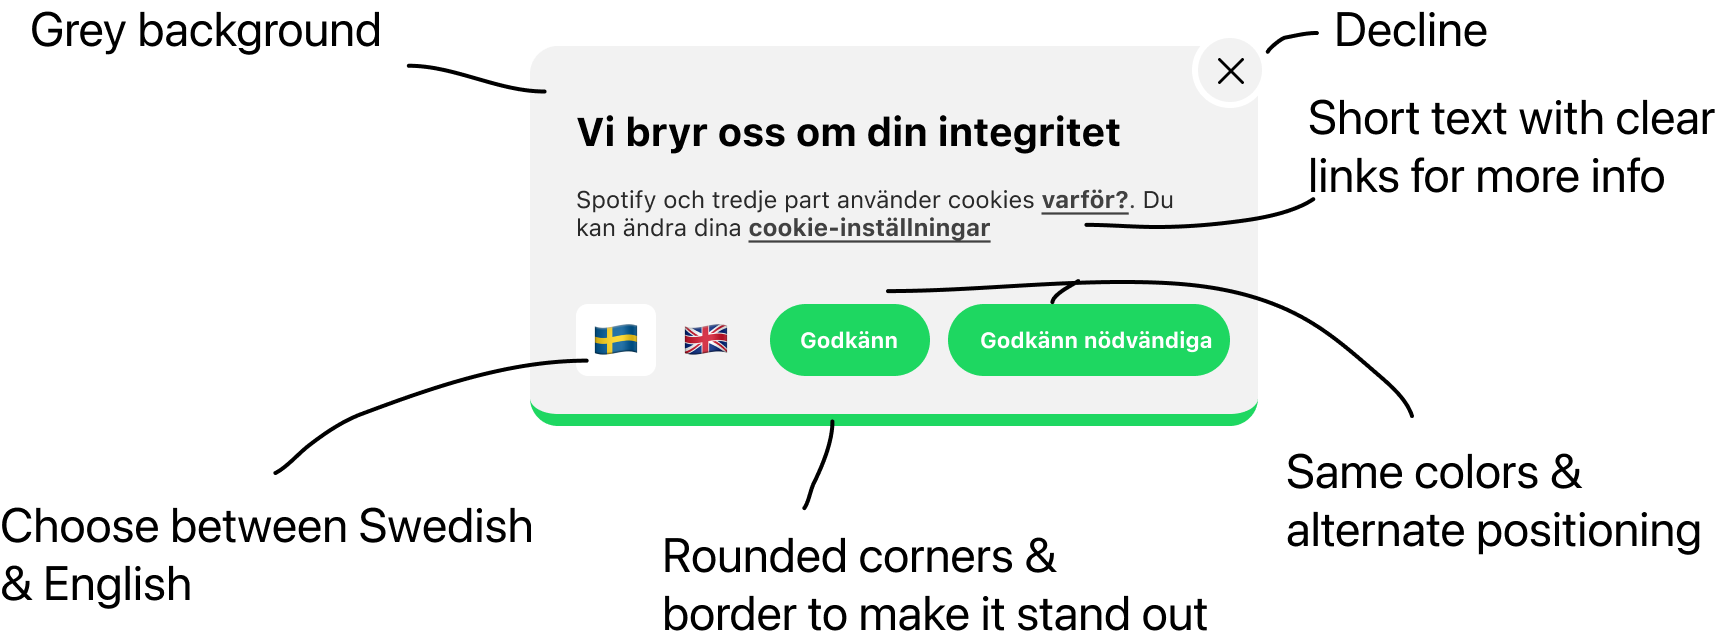 Grey background
Decline
Short text with clear
links for more info
Vi bryr oss om din integritet
Spotify och tredje part använder cookies varför?. Du
kan ändra dina cookie-inställningar
Godkänn
Godkänn nödvändiga
Choose between Swedish
& English
Rounded corners &
border to make it stand out
Same colors &
alternate positioning